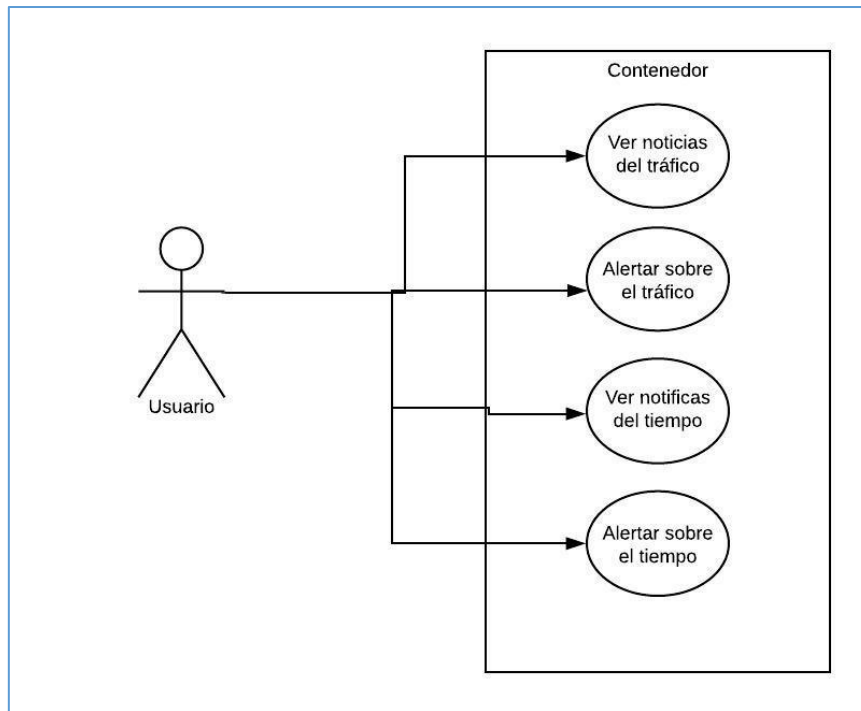 Contenedor
Ver noticias
del tráfico
Alertar sobre
el tráfico
Usuario
Ver notificas
del tiempo
Alertar sobre
el tiempo